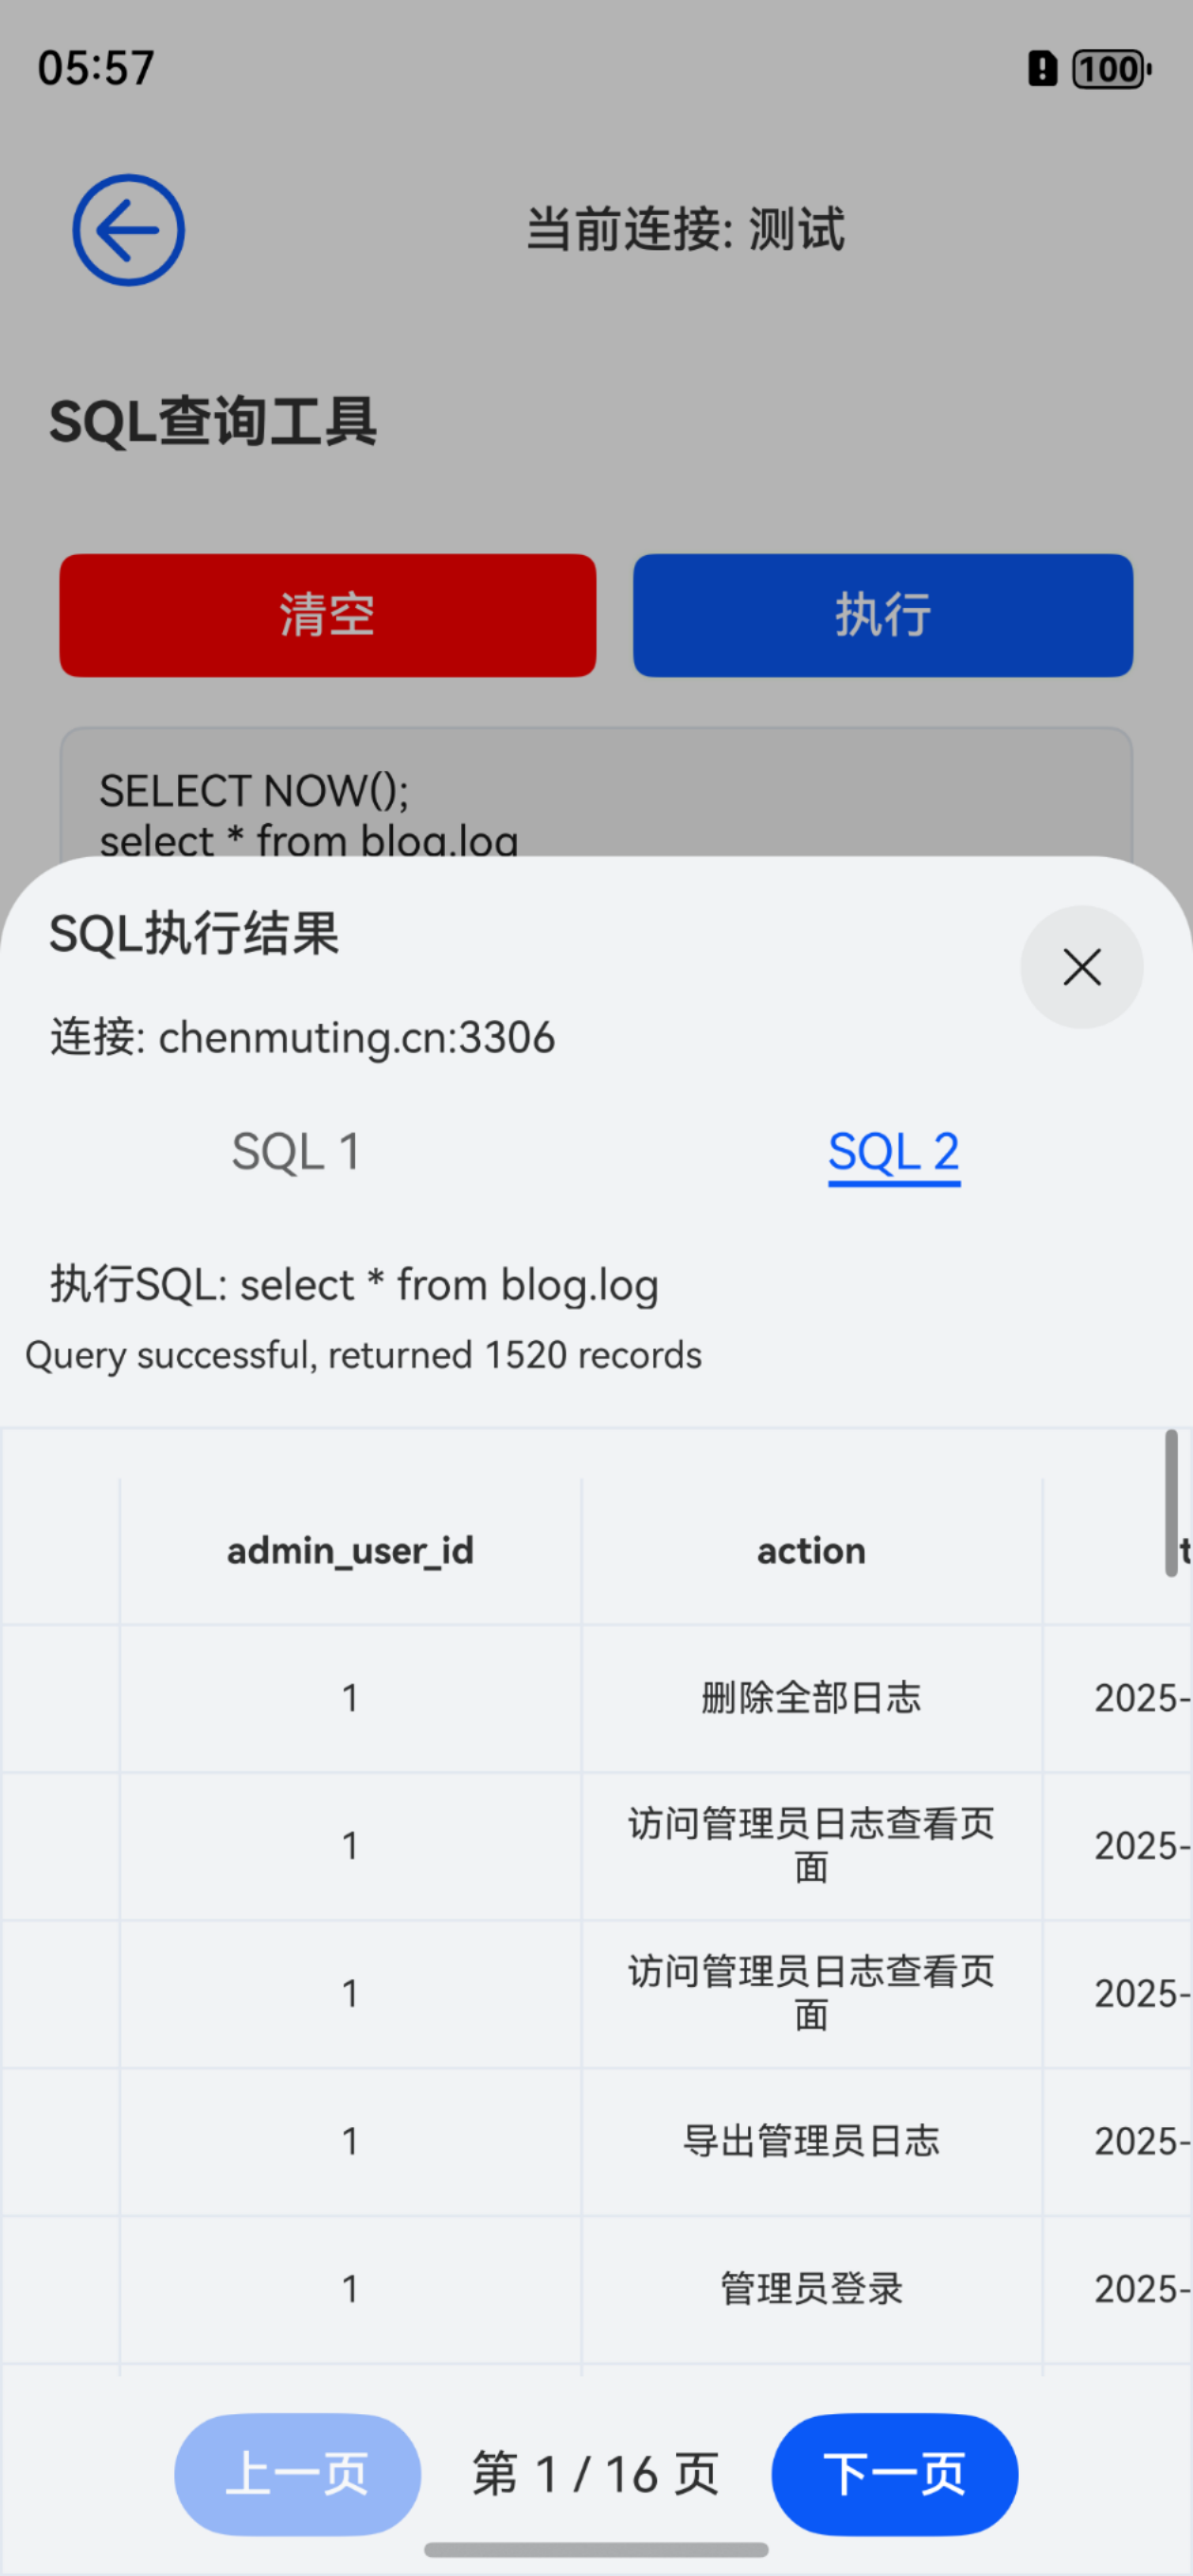 05:57
100
当前连接: 测试
SQL查询工具
清空
执行
SELECT NOW();
select * from blog.log
SQL执行结果
连接: chenmuting.cn:3306
SQL 1
SQL 2
执行SQL: select * from blog.log
Query successful, returned 1520 records
admin_user_id
action
t
1
删除全部日志
2025-
1
访问管理员日志查看页
面
2025-
1
访问管理员日志查看页
面
2025-
1
导出管理员日志
2025-
1
管理员登录
2025-
上一页
第 1 / 16 页
下一页